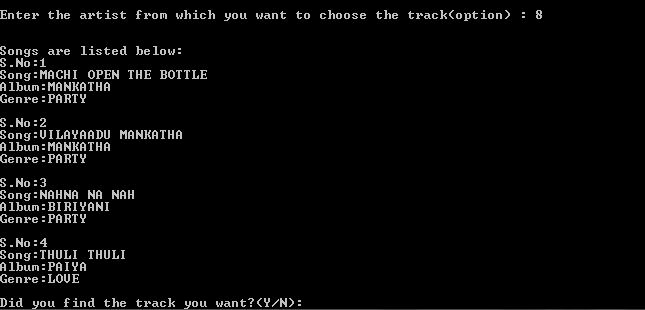 Enter the artist from which you want to choose the track(option) : 8
Songs are listed below:
S.No:1
Song:MACHI OPEN THE BOTTLE
Album:MANKATHA
Genre:PARTY
S.No:2
Song:VILAYAADU MANKATHA
Album:MANKATHA
Genre:PARTY
S.No:3
Song:NAHNA NA NAH
Album:BIRIYANI
Genre:PARTY
S.No:4
Song:THULI THULI
Album:PAIYA
Genre:LOVE
Did you find the track you want?(Y/N):